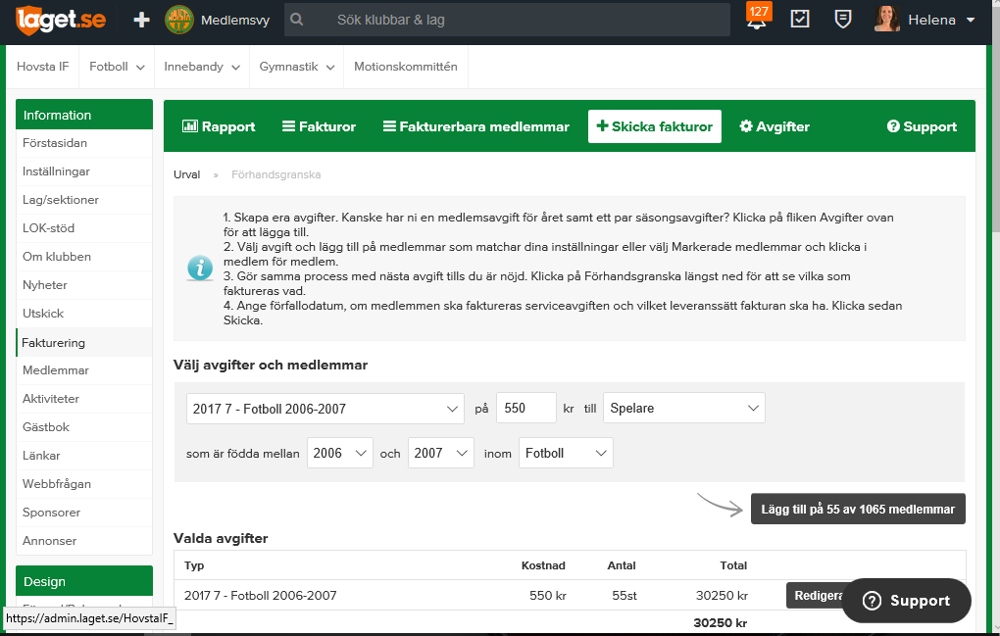 laget.se
Medlemsvy
Sök klubbar & lag
127
Helena
Hovsta IF
Fotboll
Innebandy
Gymnastik
Motionskommittén
Information
Förstasidan
Inställningar
Lag/sektioner
LOK-stöd
Om klubben
Nyheter
Utskick
Fakturering
Medlemmar
Aktiviteter
Gästbok
Länkar
Webbfrågan
Sponsorer
Annonser
Design
https://admin.laget.se/HovstaIF_
Rapport
Fakturor
Fakturerbara medlemmar
Skicka fakturor
Avgifter
Support
Urval » Förhandsgranska
1. Skapa era avgifter. Kanske har ni en medlemsavgift för året samt ett par säsongsavgifter? Klicka på fliken Avgifter ovan
för att lägga till.
2. Välj avgift och lägg till på medlemmar som matchar dina inställningar eller välj Markerade medlemmar och klicka i
medlem för medlem.
3. Gör samma process med nästa avgift tills du är nöjd. Klicka på Förhandsgranska längst ned för att se vilka som
faktureras vad.
4. Ange förfallodatum, om medlemmen ska faktureras serviceavgiften och vilket leveranssätt fakturan ska ha. Klicka sedan
Skicka.
Välj avgifter och medlemmar
2017 7 - Fotboll 2006-2007 på 550 kr till Spelare
som är födda mellan 2006 och 2007 inom Fotboll
Lägg till på 55 av 1065 medlemmar
Valda avgifter
Typ Kostnad Antal Total
2017 7 - Fotboll 2006-2007 550 kr 55st 30250 kr Redigera
30250 kr
Support